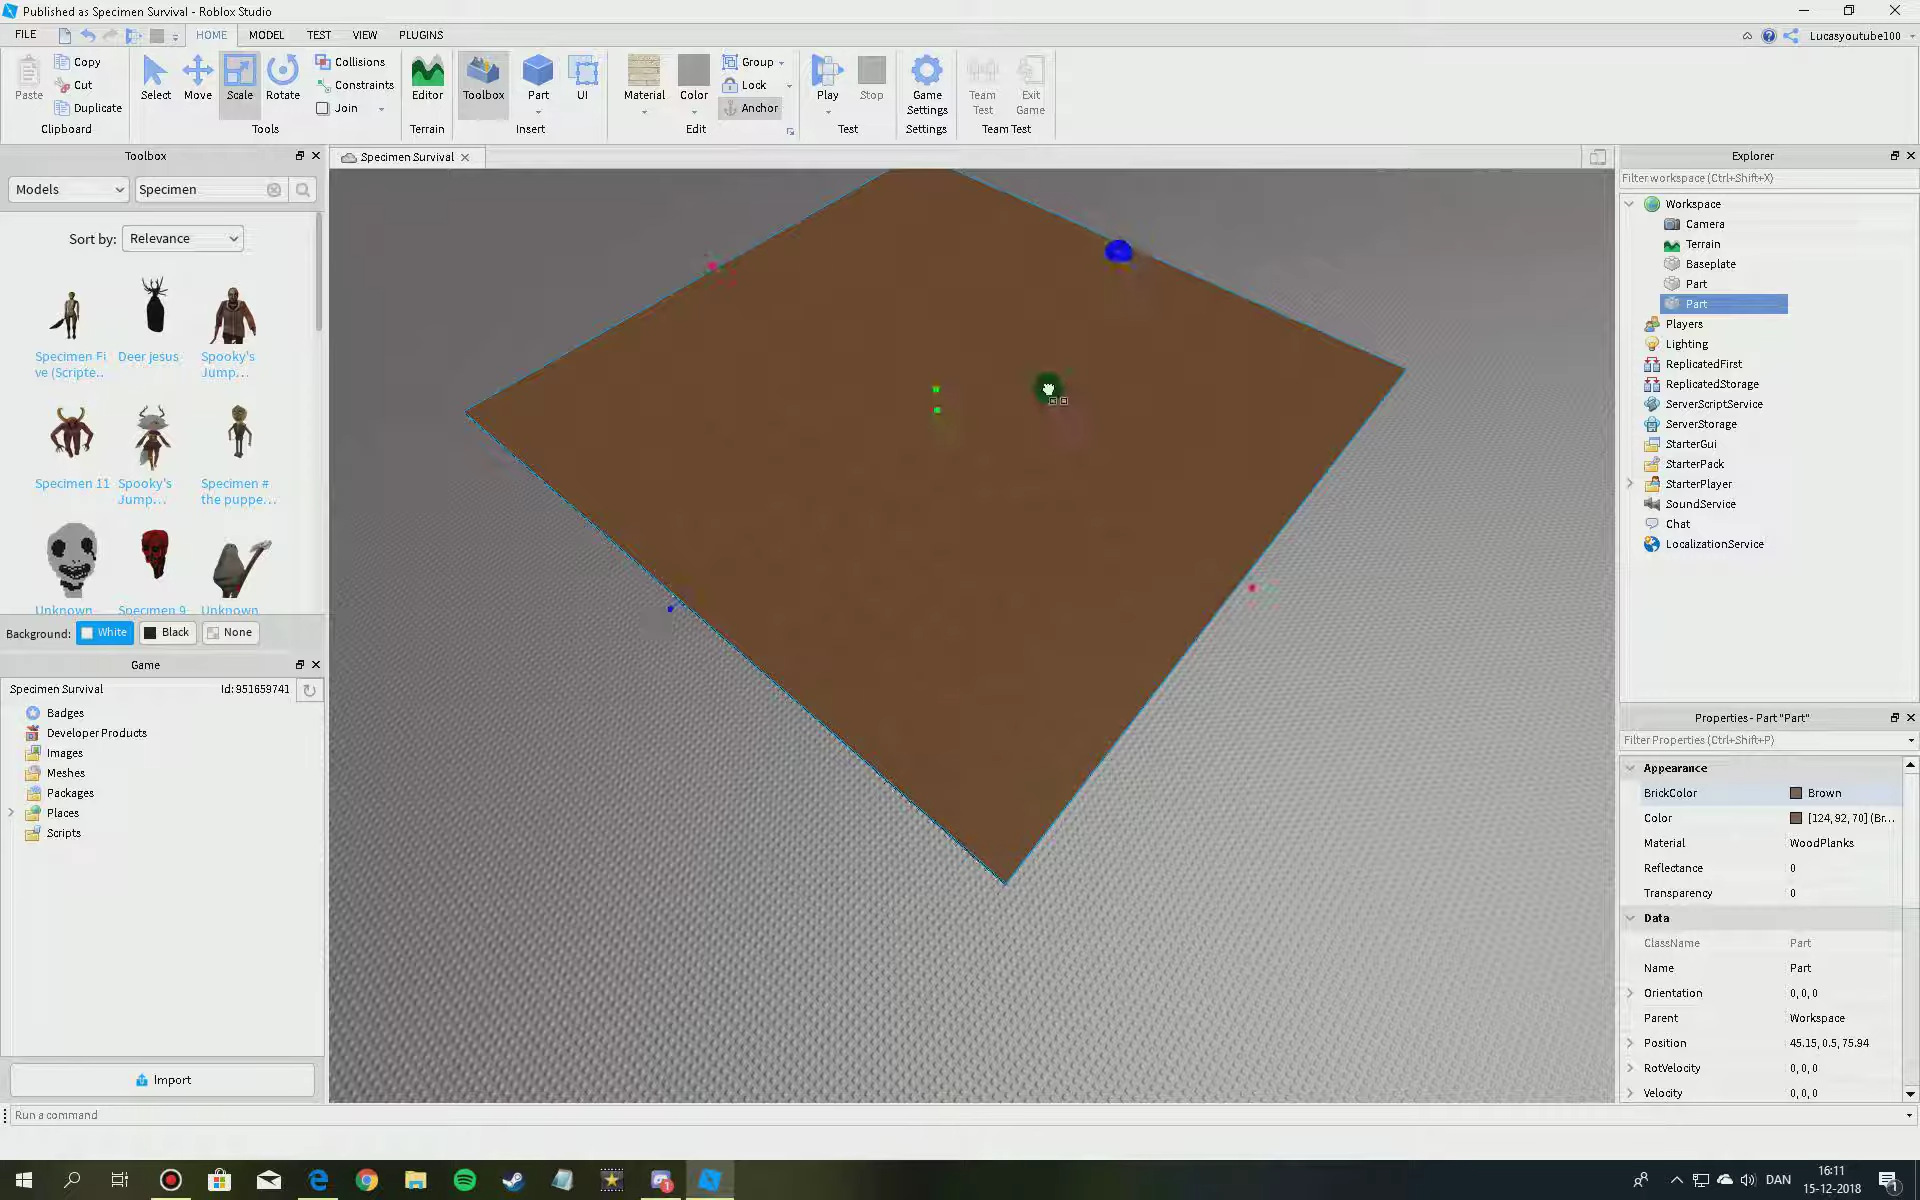 Published as Specimen Survival - Roblox Studio
FILE HOME MODEL TEST VIEW PLUGINS Lucasyoutube100
Paste Copy Cut Duplicate
Clipboard
Select Move Scale Rotate
Collisions
Constraints
Join
Tools
Editor
Terrain
Toolbox Part UI
Insert
Material Color
Group
Lock
Anchor
Edit
Play Stop
Test
Game Settings
Settings
Team Test
Exit Game
Team Test
Toolbox
Models Specimen
Sort by: Relevance
Specimen Fi
ve (Scripte..
Deer jesus
Spooky's
Jump...
Specimen 11
Spooky's
Jump...
Specimen #
the puppe...
Unknown Specimen 9 Unknown
Background: White Black None
Game
Specimen Survival Id: 951659741
Badges
Developer Products
Images
Meshes
Packages
Places
Scripts
Import
Run a command
Specimen Survival
Explorer
Filter workspace (Ctrl+Shift+X)
Workspace
Camera
Terrain
Baseplate
Part
Part
Players
Lighting
ReplicatedFirst
ReplicatedStorage
ServerScriptService
ServerStorage
StarterGui
StarterPack
StarterPlayer
SoundService
Chat
LocalizationService
Properties - Part "Part"
Filter Properties (Ctrl+Shift+P)
Appearance
BrickColor Brown
Color [124, 92, 70] (Br...
Material WoodPlanks
Reflectance 0
Transparency 0
Data
ClassName Part
Name Part
Orientation 0, 0, 0
Parent Workspace
Position 45.15, 0.5, 75.94
RotVelocity 0, 0, 0
Velocity 0, 0, 0
DAN
16:11
15-12-2018